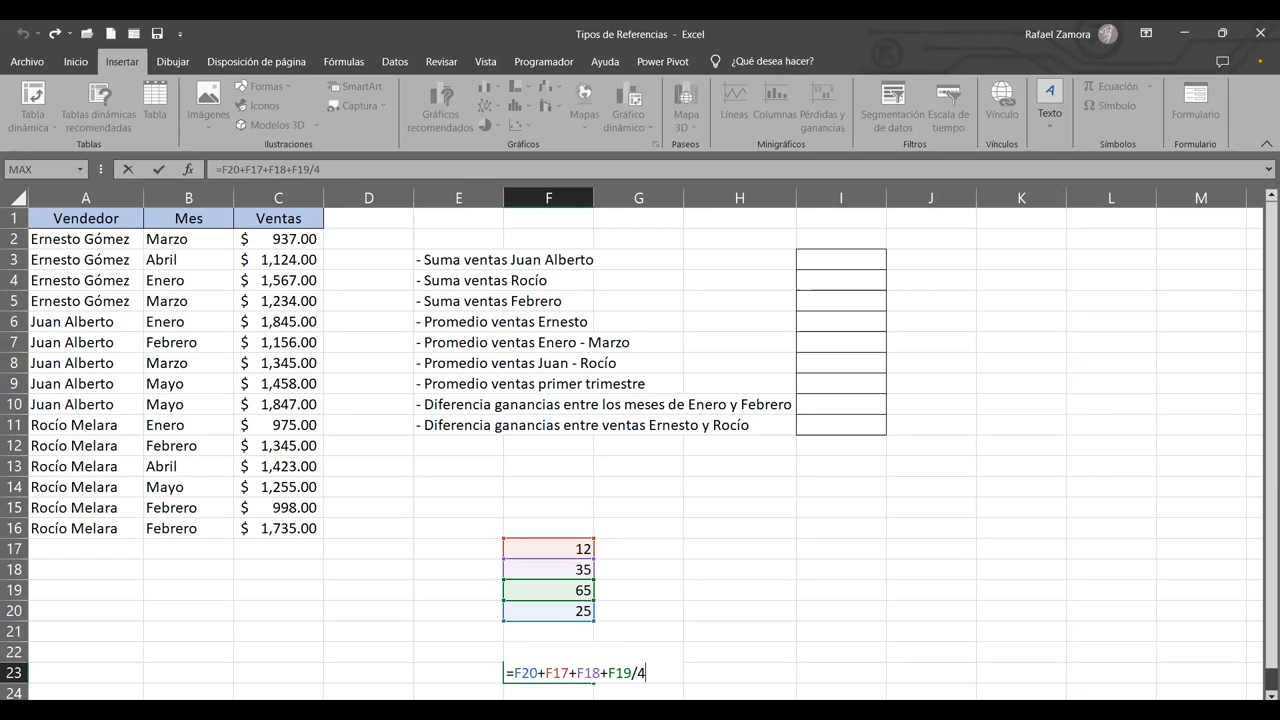 Tipos de Referencias - Excel
Rafael Zamora
Archivo Inicio Insertar Dibujar Disposición de página Fórmulas Datos Revisar Vista Programador Ayuda Power Pivot ¿Qué desea hacer?
Tabla dinámica
Tablas dinámicas recomendadas
Tabla
Tablas
Imágenes
Formas
Iconos
Modelos 3D
SmartArt
Captura
Ilustraciones
Gráficos recomendados
Mapas
Gráfico dinámico
Gráficos
Mapa 3D
Paseos
Líneas
Columnas
Pérdidas y ganancias
Minigráficos
Segmentación de datos
Escala de tiempo
Filtros
Vínculo
Vínculos
Texto
Ecuación
Símbolo
Símbolos
Formulario
Formulario
MAX =F20+F17+F18+F19/4
A B C D E F G H I J K L M
1 Vendedor Mes Ventas
2 Ernesto Gómez Marzo $ 937.00
3 Ernesto Gómez Abril $ 1,124.00 - Suma ventas Juan Alberto
4 Ernesto Gómez Enero $ 1,567.00 - Suma ventas Rocío
5 Ernesto Gómez Marzo $ 1,234.00 - Suma ventas Febrero
6 Juan Alberto Enero $ 1,845.00 - Promedio ventas Ernesto
7 Juan Alberto Febrero $ 1,156.00 - Promedio ventas Enero - Marzo
8 Juan Alberto Marzo $ 1,345.00 - Promedio ventas Juan - Rocío
9 Juan Alberto Mayo $ 1,458.00 - Promedio ventas primer trimestre
10 Juan Alberto Mayo $ 1,847.00 - Diferencia ganancias entre los meses de Enero y Febrero
11 Rocío Melara Enero $ 975.00 - Diferencia ganancias entre ventas Ernesto y Rocío
12 Rocío Melara Febrero $ 1,345.00
13 Rocío Melara Abril $ 1,423.00
14 Rocío Melara Mayo $ 1,255.00
15 Rocío Melara Febrero $ 998.00
16 Rocío Melara Febrero $ 1,735.00
17 12
18 35
19 65
20 25
21
22
23 =F20+F17+F18+F19/4
24